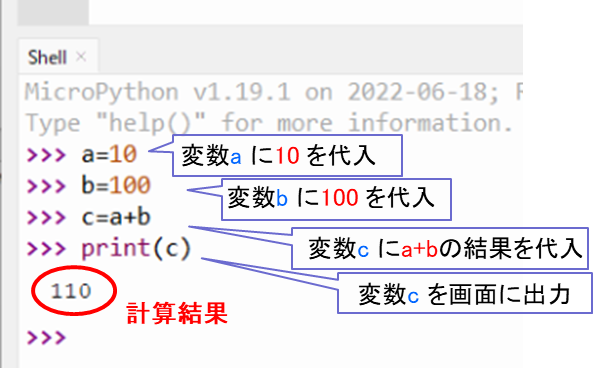 Shell ×
MicroPython v1.19.1 on 2022-06-18;
Type "help()" for more information.
>>> a=10
変数a に10 を代入
>>> b=100
変数b に100 を代入
>>> c=a+b
変数c にa+bの結果を代入
>>> print(c)
変数c を画面に出力
110
計算結果
>>>